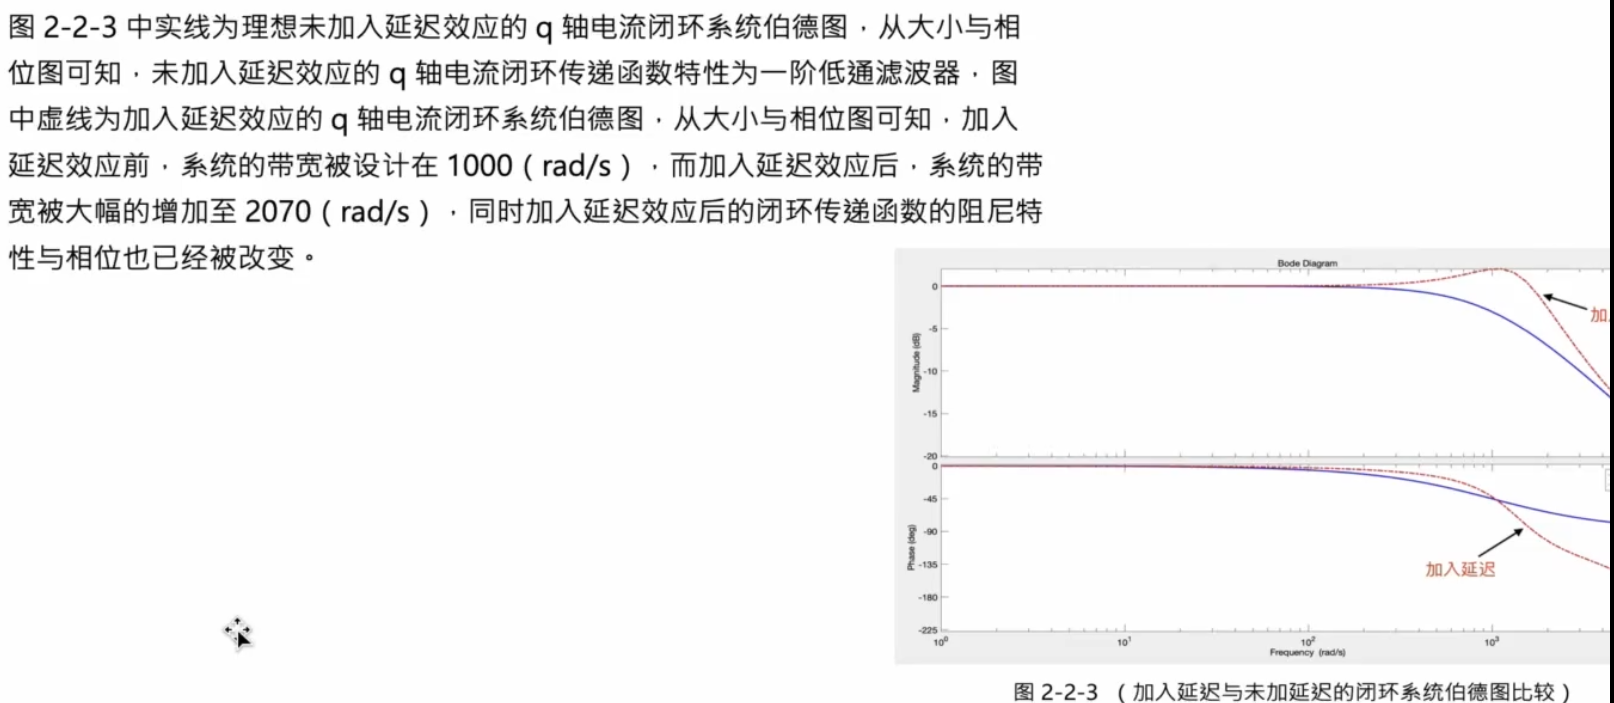 图 2-2-3 中实线为理想未加入延迟效应的 q 轴电流闭环系统伯德图，从大小与相
位图可知，未加入延迟效应的 q 轴电流闭环传递函数特性为一阶低通滤波器，图
中虚线为加入延迟效应的 q 轴电流闭环系统伯德图，从大小与相位图可知，加入
延迟效应前，系统的带宽被设计在 1000（rad/s），而加入延迟效应后，系统的带
宽被大幅的增加至 2070（rad/s），同时加入延迟效应后的闭环传递函数的阻尼特
性与相位也已经被改变。
Bode Diagram
0
-5
-10
-15
-20
Magnitude (dB)
加
0
-45
-90
-135
-180
-225
Phase (deg)
加入延迟
10⁰
10¹
10²
10³
Frequency (rad/s)
图 2-2-3 （加入延迟与未加延迟的闭环系统伯德图比较）